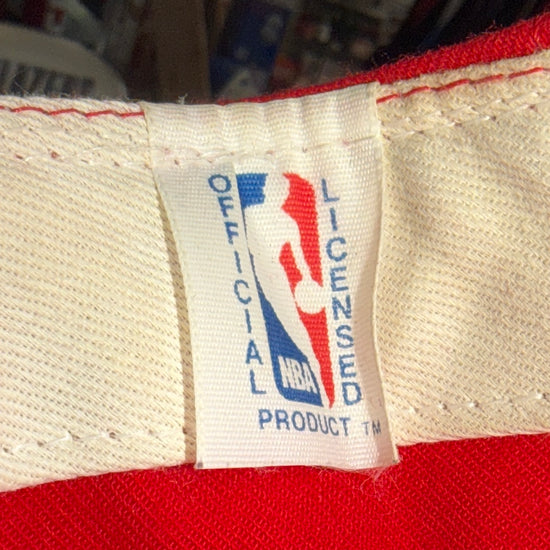 OFFICIAL
LICENSED
NBA
PRODUCT TM